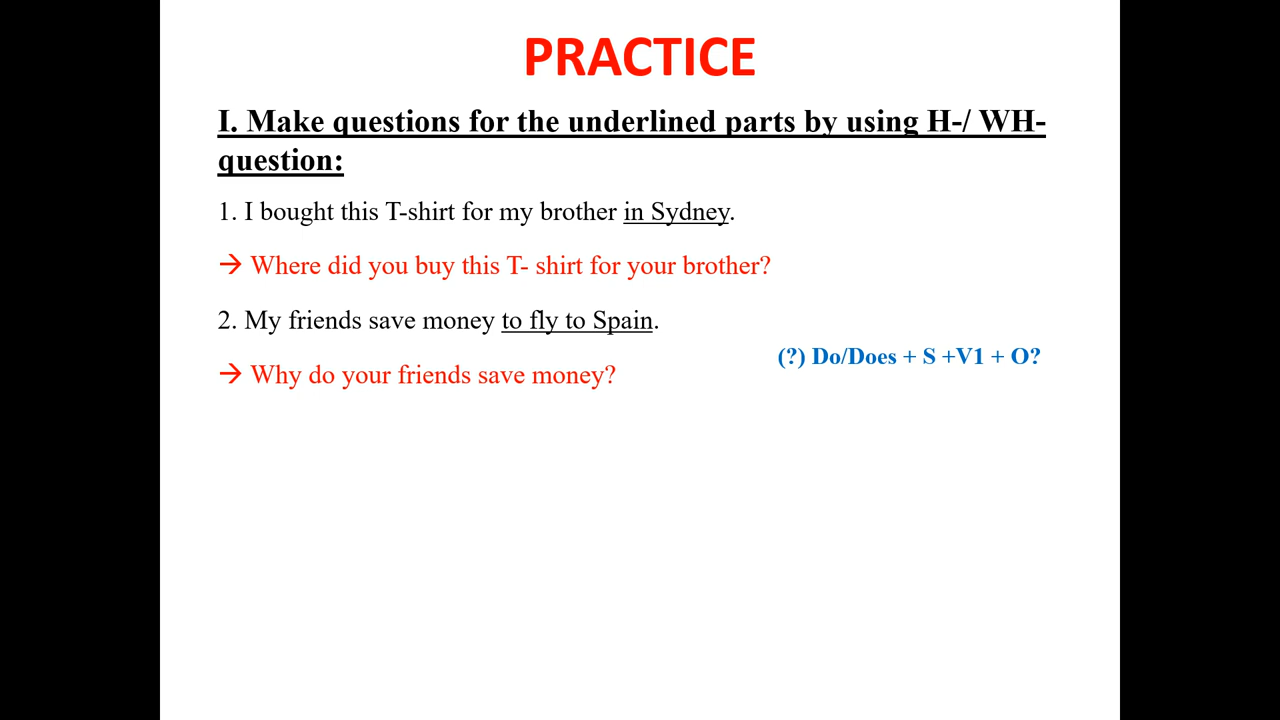 PRACTICE
I. Make questions for the underlined parts by using H-/ WH-
question:
1. I bought this T-shirt for my brother in Sydney.
→ Where did you buy this T- shirt for your brother?
2. My friends save money to fly to Spain.
(?) Do/Does + S +V1 + O?
→ Why do your friends save money?